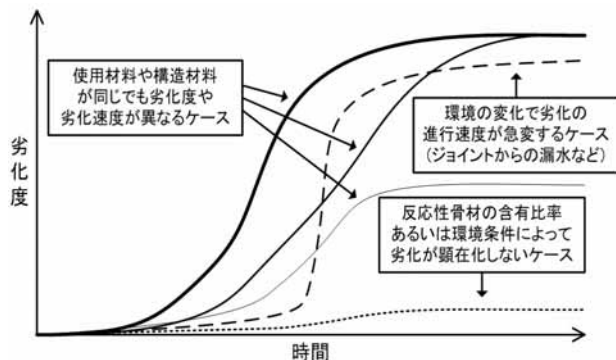 使用材料や構造材料
が同じでも劣化度や
劣化速度が異なるケース
環境の変化で劣化の
進行速度が急変するケース
(ジョイントからの漏水など)
劣化度
反応性骨材の含有比率
あるいは環境条件によって
劣化が顕在化しないケース
時間